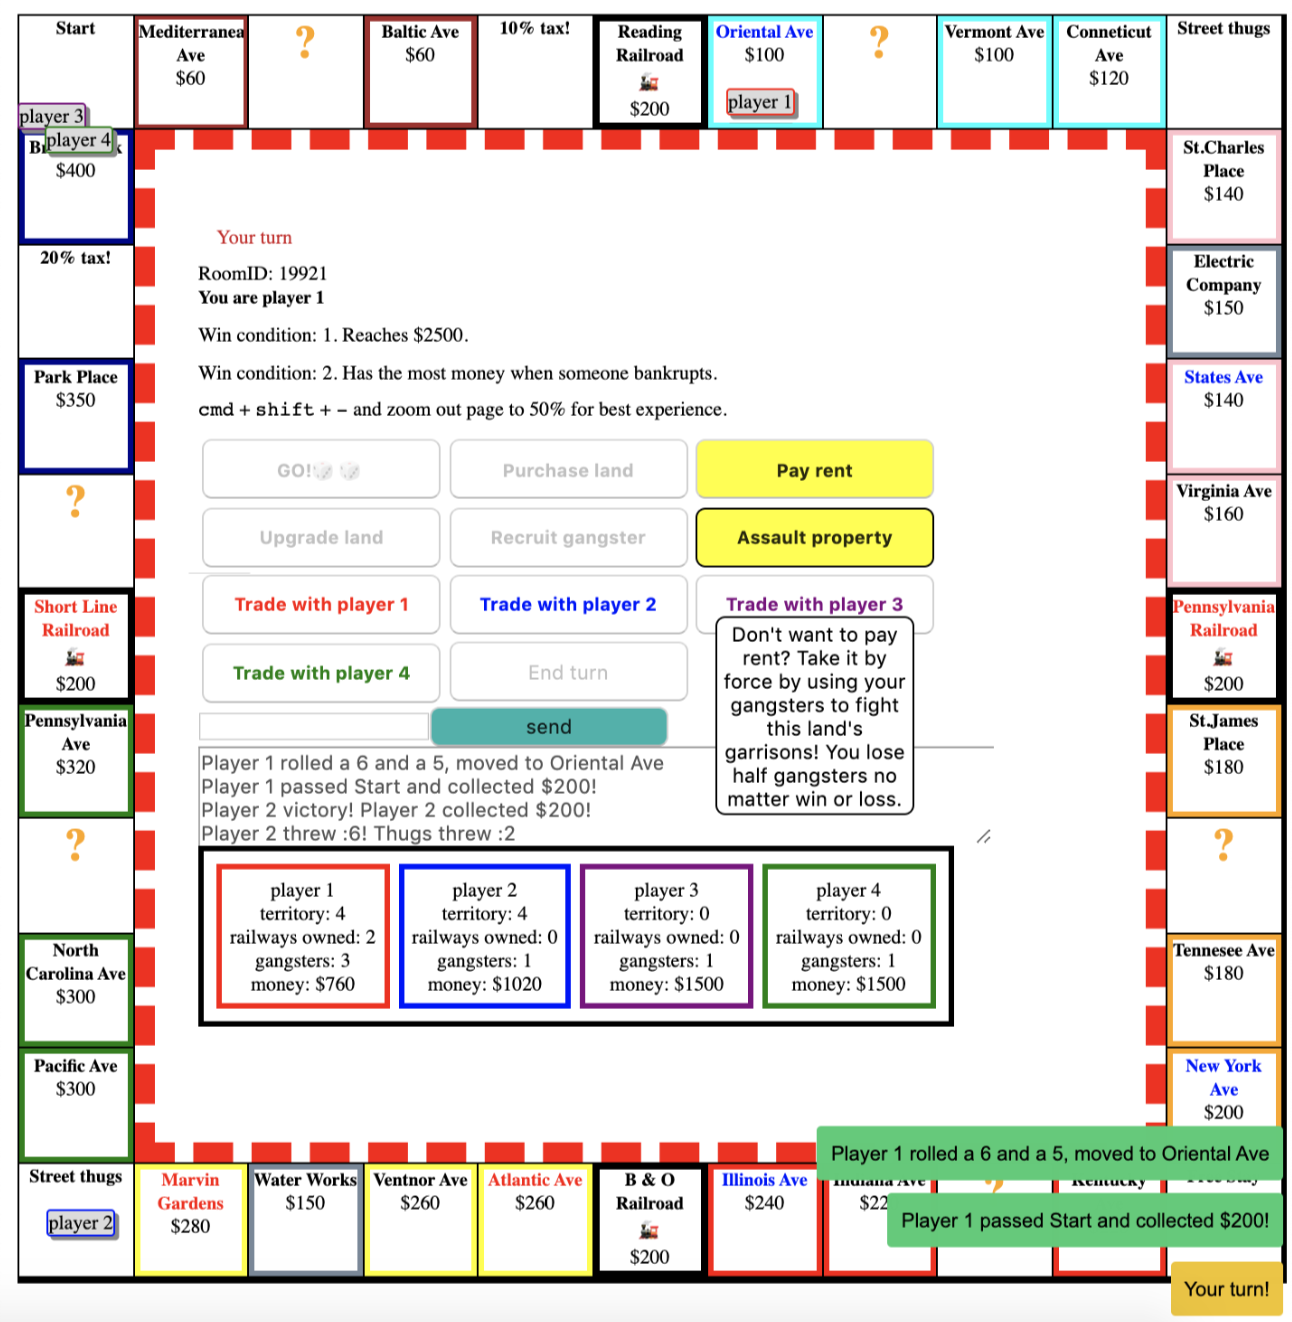 Start
Mediterranea
Ave
$60
?
Baltic Ave
$60
10% tax!
Reading
Railroad
$200
Oriental Ave
$100
player 1
?
Vermont Ave
$100
Conneticut
Ave
$120
Street thugs
player 3
player 4
$400
St.Charles
Place
$140
20% tax!
Electric
Company
$150
Park Place
$350
States Ave
$140
?
Virginia Ave
$160
Short Line
Railroad
$200
Pennsylvania
Railroad
$200
Pennsylvania
Ave
$320
St.James
Place
$180
?
?
North
Carolina Ave
$300
Tennesee Ave
$180
Pacific Ave
$300
New York
Ave
$200
Your turn
RoomID: 19921
You are player 1
Win condition: 1. Reaches $2500.
Win condition: 2. Has the most money when someone bankrupts.
cmd + shift + – and zoom out page to 50% for best experience.
GO!
Purchase land
Pay rent
Upgrade land
Recruit gangster
Assault property
Trade with player 1
Trade with player 2
Trade with player 3
Trade with player 4
End turn
Don't want to pay
rent? Take it by
force by using your
gangsters to fight
this land's
garrisons! You lose
half gangsters no
matter win or loss.
send
Player 1 rolled a 6 and a 5, moved to Oriental Ave
Player 1 passed Start and collected $200!
Player 2 victory! Player 2 collected $200!
Player 2 threw :6! Thugs threw :2
player 1
territory: 4
railways owned: 2
gangsters: 3
money: $760
player 2
territory: 4
railways owned: 0
gangsters: 1
money: $1020
player 3
territory: 0
railways owned: 0
gangsters: 1
money: $1500
player 4
territory: 0
railways owned: 0
gangsters: 1
money: $1500
Street thugs
player 2
Marvin
Gardens
$280
Water Works
$150
Ventnor Ave
$260
Atlantic Ave
$260
B & O
Railroad
$200
Illinois Ave
$240
Indiana Ave
$22
Kentucky
Player 1 rolled a 6 and a 5, moved to Oriental Ave
Player 1 passed Start and collected $200!
Your turn!